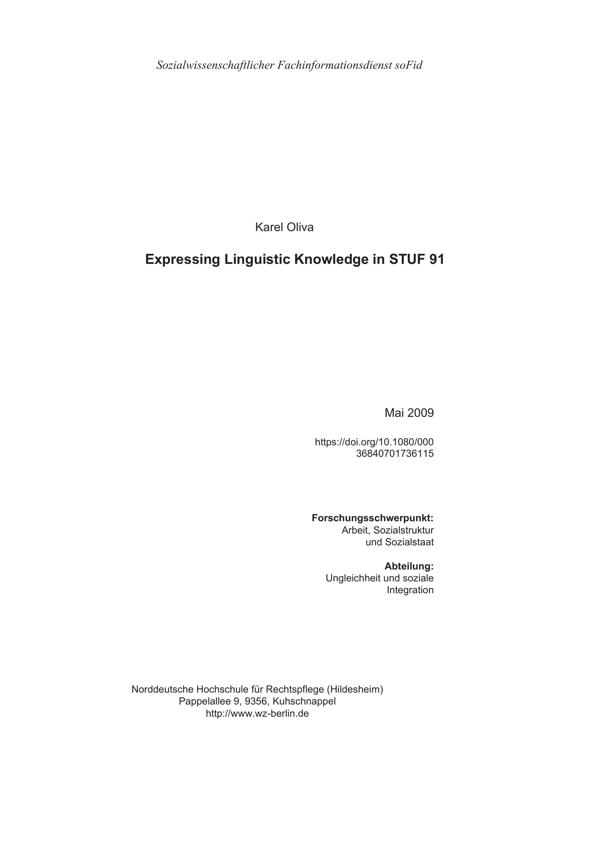 Sozialwissenschaftlicher Fachinformationsdienst soFid
Karel Oliva
Expressing Linguistic Knowledge in STUF 91
Mai 2009
https://doi.org/10.1080/000
36840701736115
Forschungsschwerpunkt:
Arbeit, Sozialstruktur
und Sozialstaat
Abteilung:
Ungleichheit und soziale
Integration
Norddeutsche Hochschule für Rechtspflege (Hildesheim)
Pappelallee 9, 9356, Kuhschnappel
http://www.wz-berlin.de